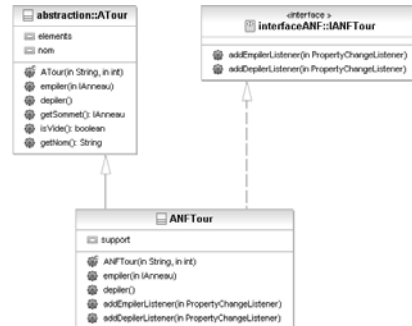 abstraction::ATour
elements
nom
ATour(in String, in int)
empiler(in IAnneau)
depiler()
getSommet(): IAnneau
isVide(): boolean
getNom(): String
«interface »
interfaceANF::IANFTour
addEmpilerListener(in PropertyChangeListener)
addDepilerListener(in PropertyChangeListener)
ANFTour
support
ANFTour(in String, in int)
empiler(in IAnneau)
depiler()
addEmpilerListener(in PropertyChangeListener)
addDepilerListener(in PropertyChangeListener)